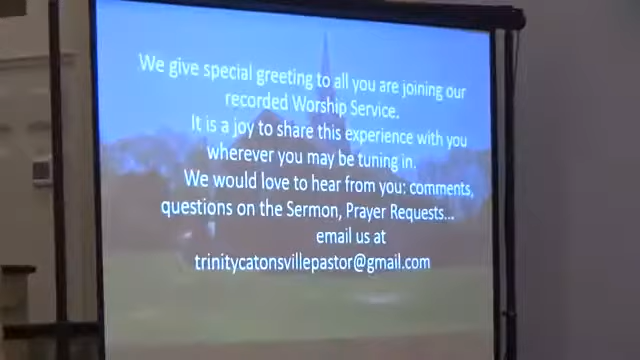 We give special greeting to all you are joining our
recorded Worship Service.
It is a joy to share this experience with you
wherever you may be tuning in.
We would love to hear from you: comments,
questions on the Sermon, Prayer Requests...
email us at
trinitycatonsvillepastor@gmail.com